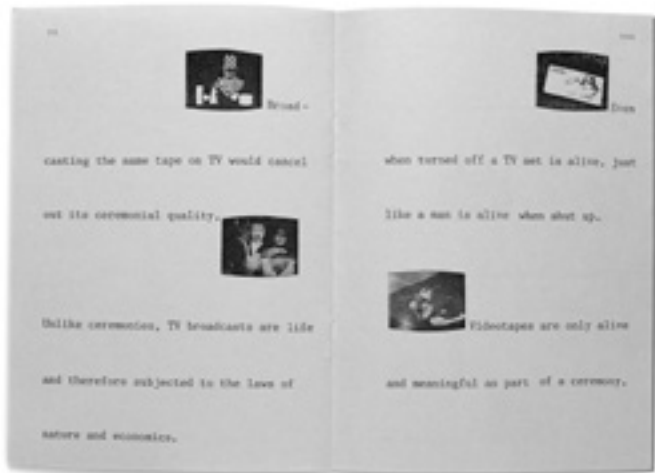 Broad-
casting the same tape on TV would cancel
out its ceremonial quality.
Unlike ceremonies, TV broadcasts are life
and therefore subjected to the laws of
nature and economics.
Even
when turned off a TV set is alive, just
like a man is alive when shut up.
Videotapes are only alive
and meaningful as part of a ceremony.